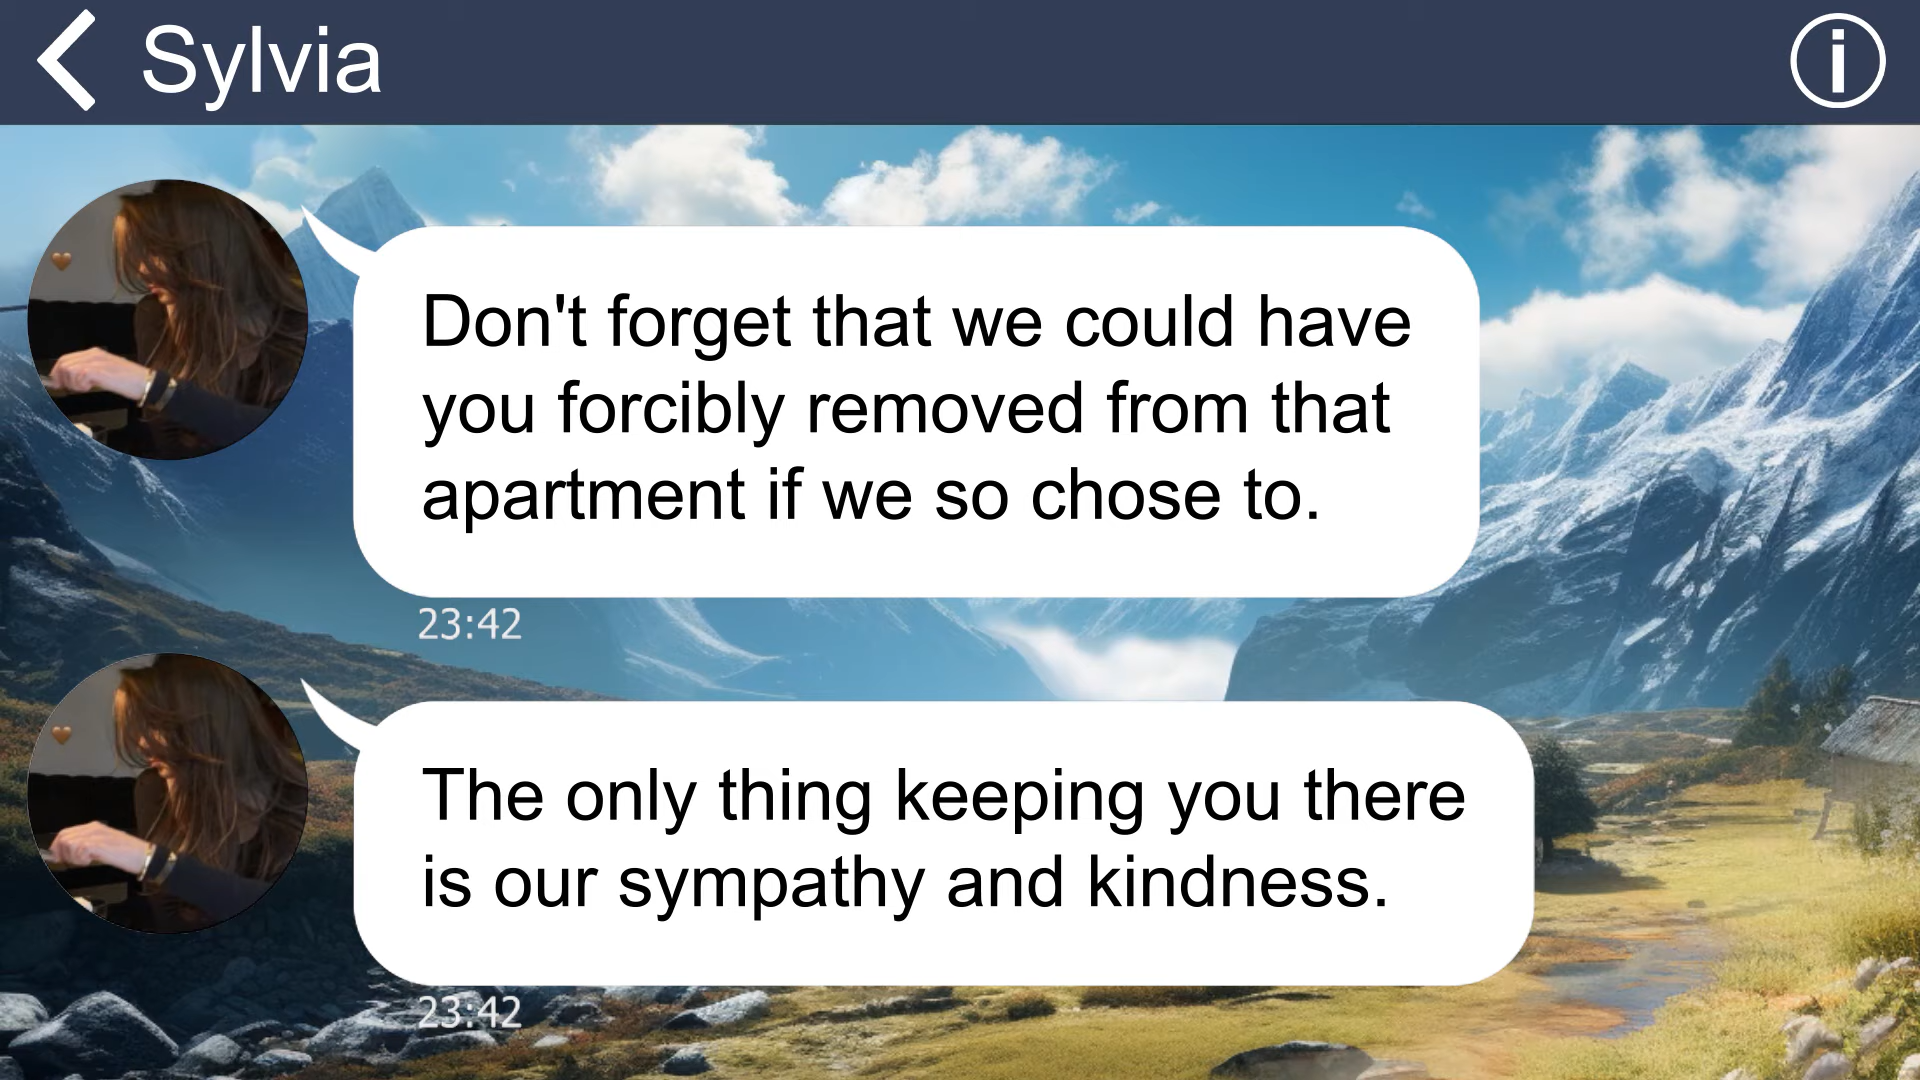 Sylvia
Don't forget that we could have
you forcibly removed from that
apartment if we so chose to.
23:42
The only thing keeping you there
is our sympathy and kindness.
23:42